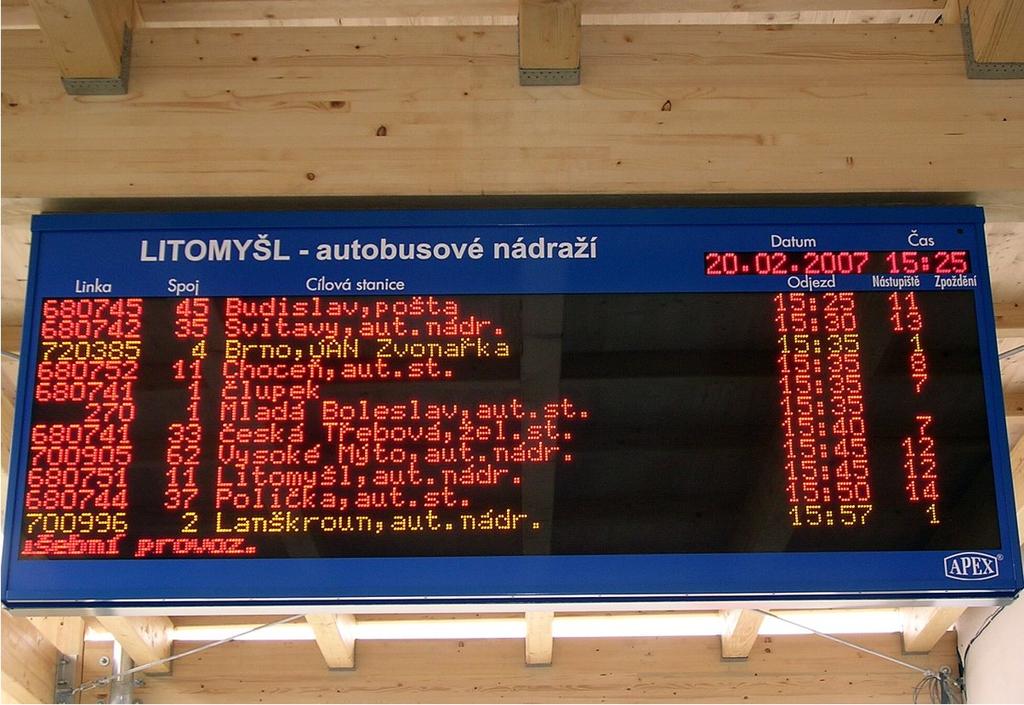 LITOMYŠL - autobusové nádraží
Datum Čas
20.02.2007 15:25
Linka Spoj Cílová stanice Odjezd Nástupiště Zpoždění
680745 45 Budislav,pošta 15:25 11
680742 35 Svitavy,aut.nádr. 15:30 13
720385 4 Brno,ÚAN Zvonařka 15:35 1
680752 11 Choceň,aut.st. 15:35
680741 1 Člupek 15:35 7
270 1 Mladá Boleslav,aut.st. 15:35
680741 33 Česká Třebová,žel.st. 15:40 7
700905 62 Vysoké Mýto,aut.nádr. 15:45 12
680751 11 Litomyšl,aut.nádr. 15:45 12
680744 37 Polička,aut.st. 15:50 14
700996 2 Lanškroun,aut.nádr. 15:57 1
ušební provoz.
APEX®